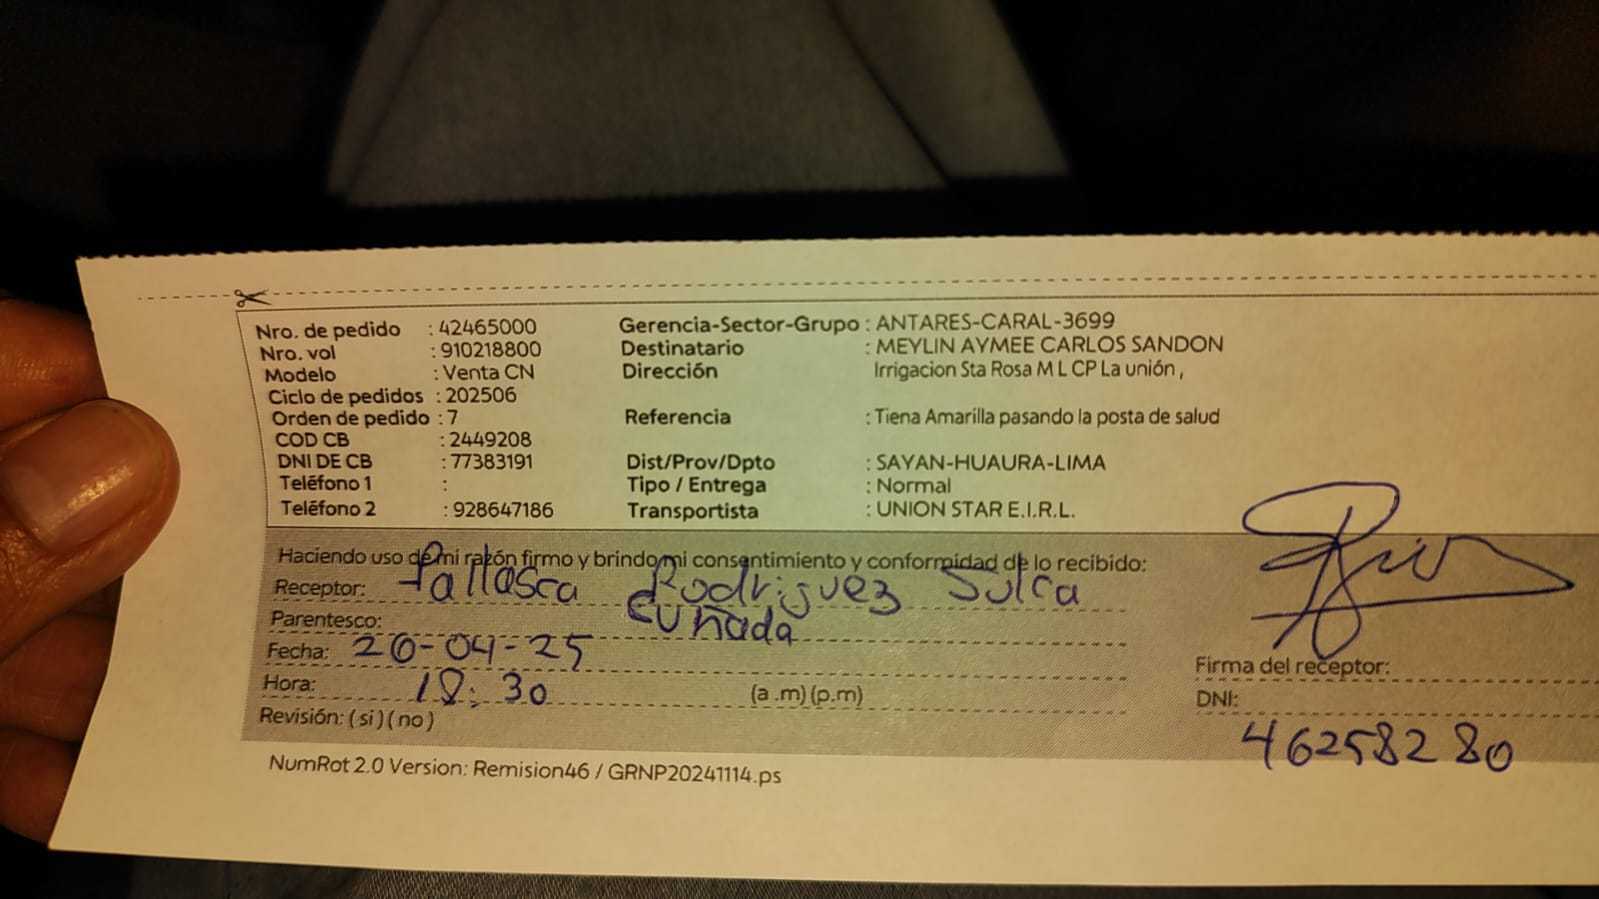 Nro. de pedido : 42465000 Gerencia-Sector-Grupo : ANTARES-CARAL-3699
Nro. vol : 910218800 Destinatario : MEYLIN AYMEE CARLOS SANDON
Modelo : Venta CN Dirección Irrigacion Sta Rosa M L CP La unión ,
Ciclo de pedidos : 202506
Orden de pedido : 7 Referencia : Tiena Amarilla pasando la posta de salud
COD CB : 2449208
DNI DE CB : 77383191 Dist/Prov/Dpto : SAYAN-HUAURA-LIMA
Teléfono 1 : Tipo / Entrega : Normal
Teléfono 2 : 928647186 Transportista : UNION STAR E.I.R.L.
Haciendo uso de mi razón firmo y brindo mi consentimiento y conformidad de lo recibido:
Receptor: Pallasca Rodriguez Sulca
Parentesco: cuñada
Fecha: 20-04-25
Firma del receptor:
Hora: 18:30 (a .m) (p.m)
DNI: 46258280
Revisión: ( si ) ( no )
NumRot 2.0 Version: Remision46 / GRNP20241114.ps